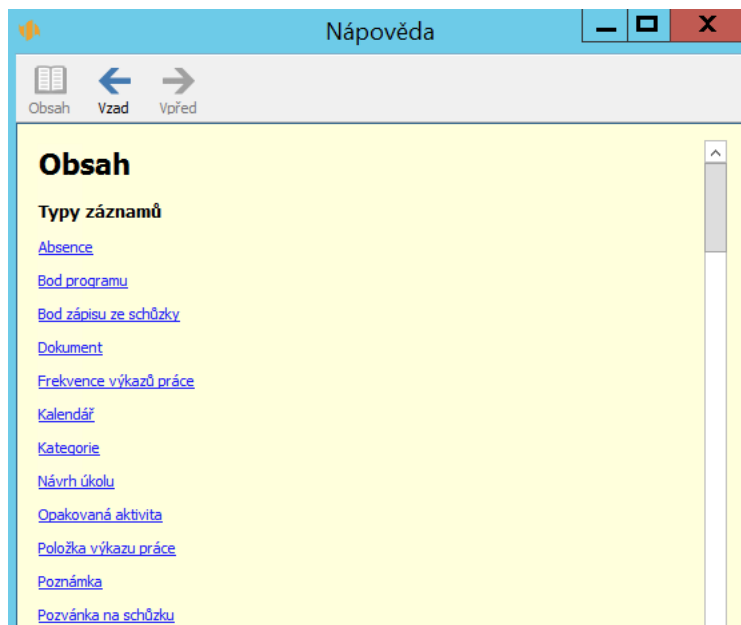 Nápověda
Obsah Vzad Vpřed
Obsah
Typy záznamů
Absence
Bod programu
Bod zápisu ze schůzky
Dokument
Frekvence výkazů práce
Kalendář
Kategorie
Návrh úkolu
Opakovaná aktivita
Položka výkazu práce
Poznámka
Pozvánka na schůzku